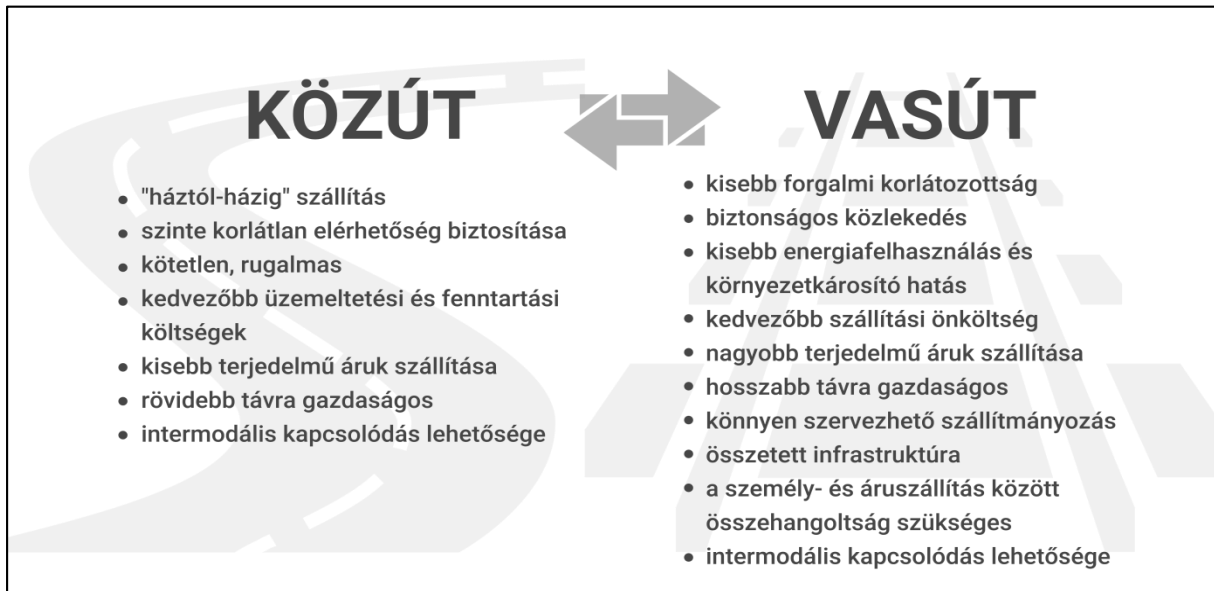 KÖZÚT
• "háztól-házig" szállítás
• szinte korlátlan elérhetőség biztosítása
• kötetlen, rugalmas
• kedvezőbb üzemeltetési és fenntartási
költségek
• kisebb terjedelmű áruk szállítása
• rövidebb távra gazdaságos
• intermodális kapcsolódás lehetősége
VASÚT
• kisebb forgalmi korlátozottság
• biztonságos közlekedés
• kisebb energiafelhasználás és
környezetkárosító hatás
• kedvezőbb szállítási önköltség
• nagyobb terjedelmű áruk szállítása
• hosszabb távra gazdaságos
• könnyen szervezhető szállítmányozás
• összetett infrastruktúra
• a személy- és áruszállítás között
összehangoltság szükséges
• intermodális kapcsolódás lehetősége